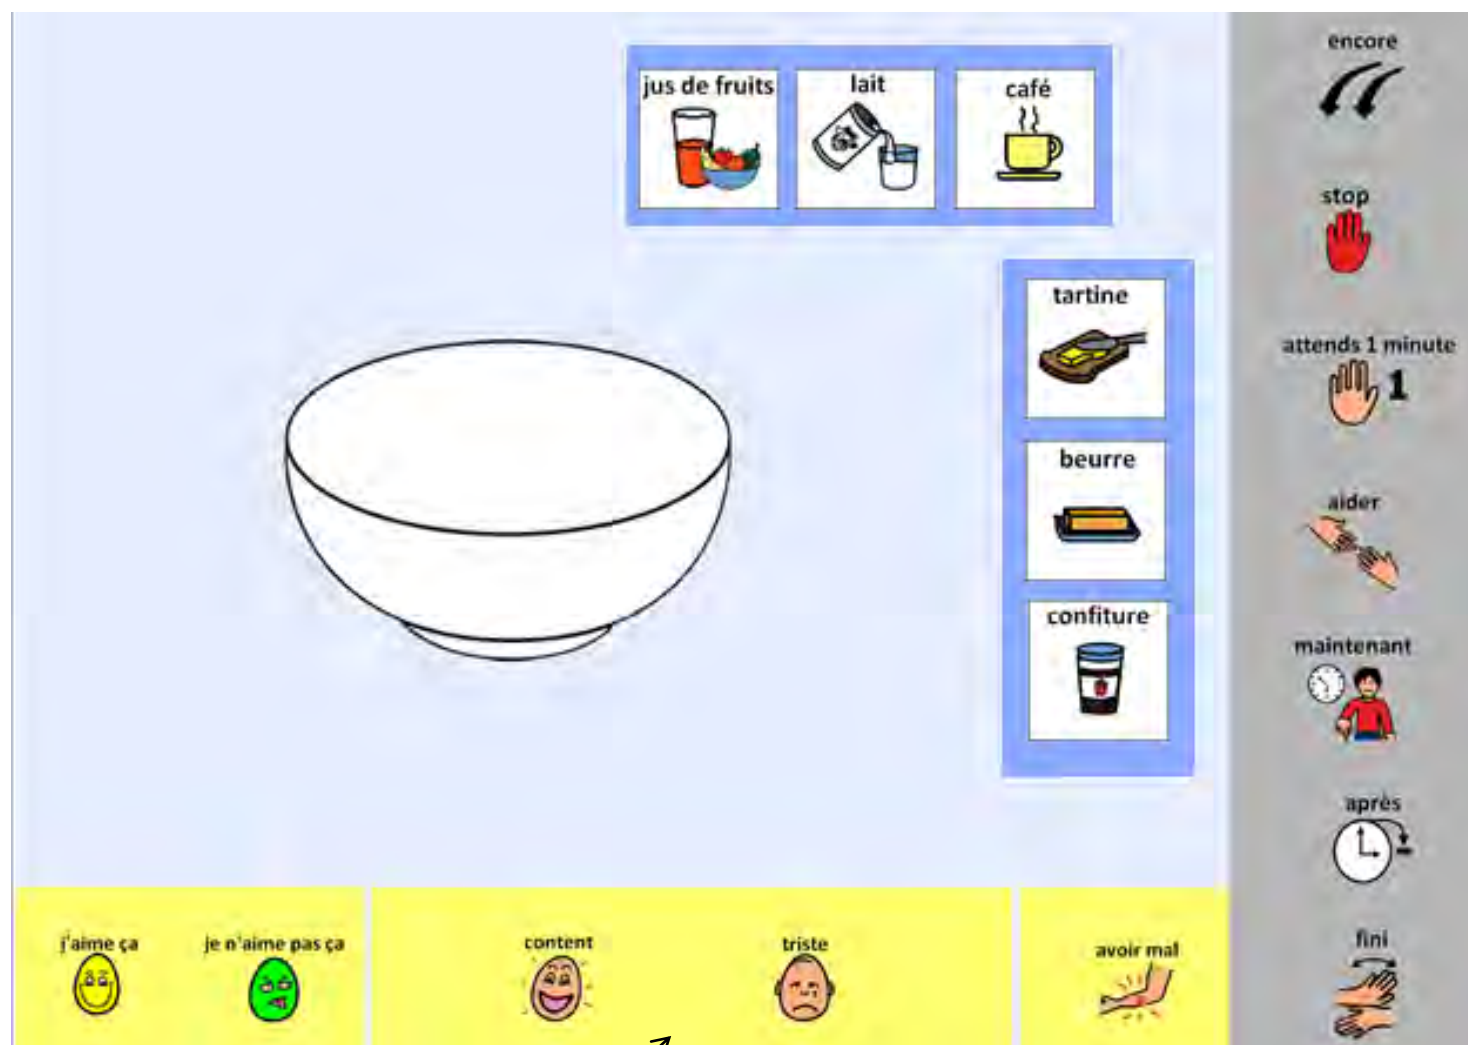 jus de fruits
lait
café
tartine
beurre
confiture
encore
stop
attends 1 minute
1
aider
maintenant
après
fini
j'aime ça
je n'aime pas ça
content
triste
avoir mal